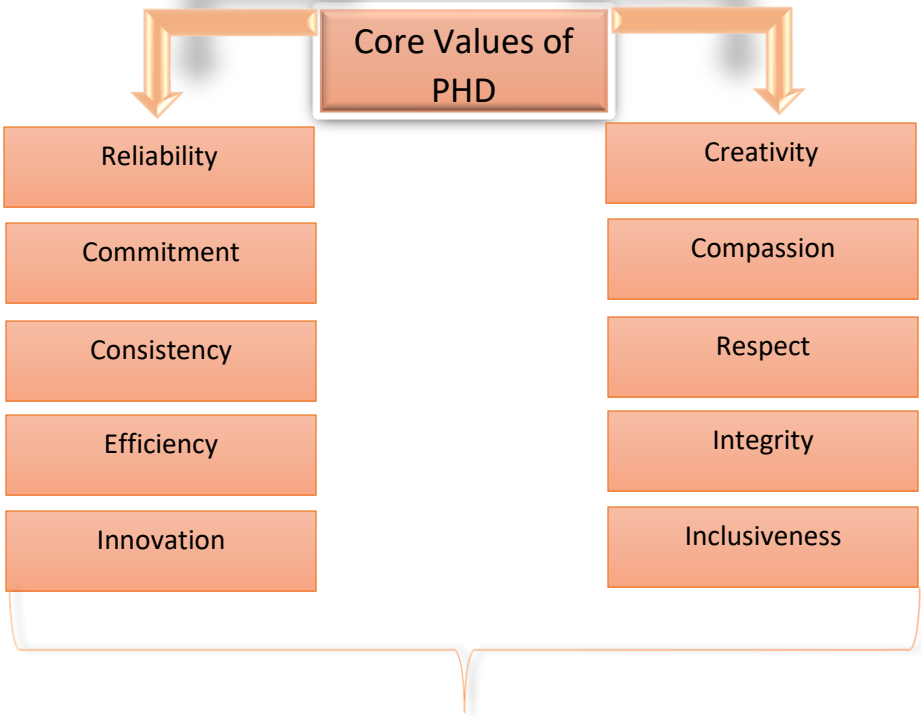 Core Values of
PHD
Reliability
Commitment
Consistency
Efficiency
Innovation
Creativity
Compassion
Respect
Integrity
Inclusiveness